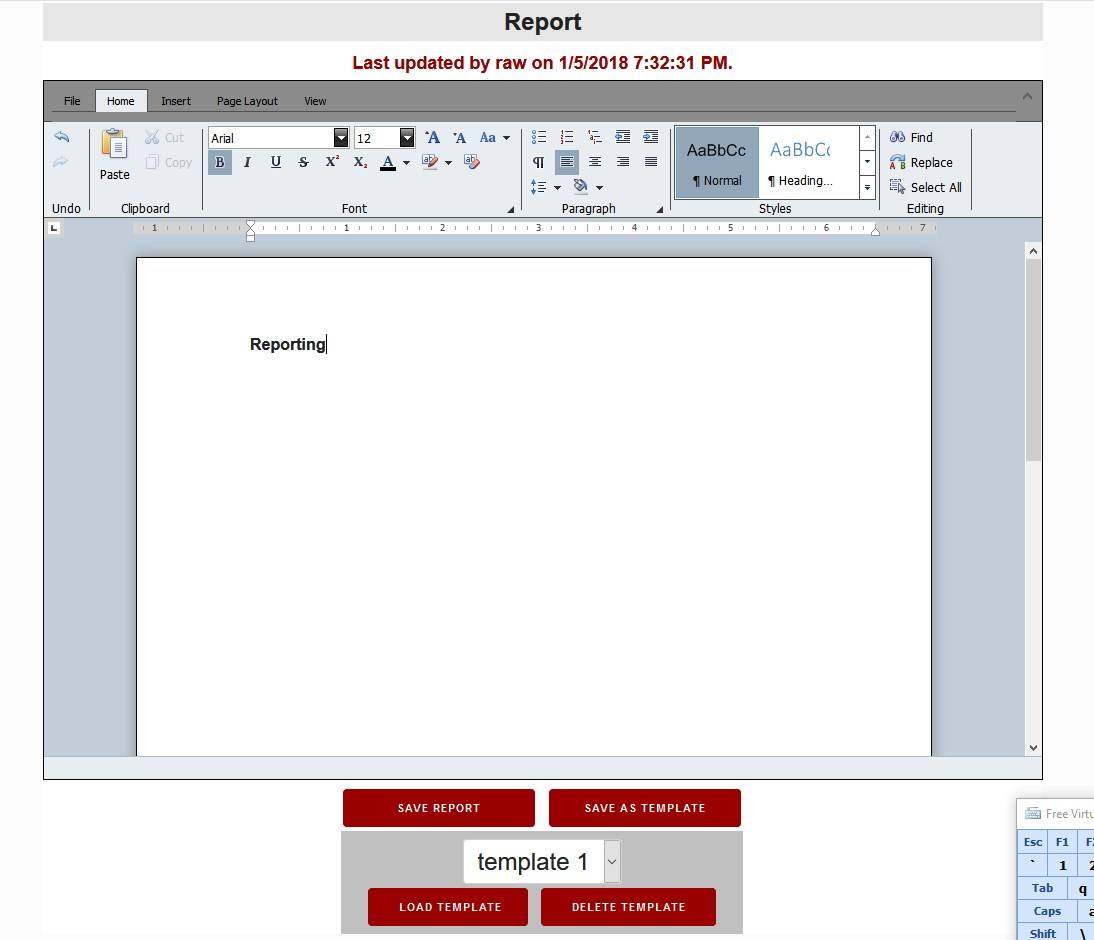 Report
Last updated by raw on 1/5/2018 7:32:31 PM.
File Home Insert Page Layout View
Arial 12
Cut
Copy
Paste
AaBbCc AaBbCc
¶ Normal ¶ Heading...
Find
Replace
Select All
B I U S X² X₂ A
A A Aa
Undo Clipboard Font Paragraph Styles Editing
1 1 2 3 4 5 6 7
Reporting
SAVE REPORT SAVE AS TEMPLATE
template 1
LOAD TEMPLATE DELETE TEMPLATE
Free Virtu
Esc F1 F2
` 1 2
Tab q
Caps a
Shift \